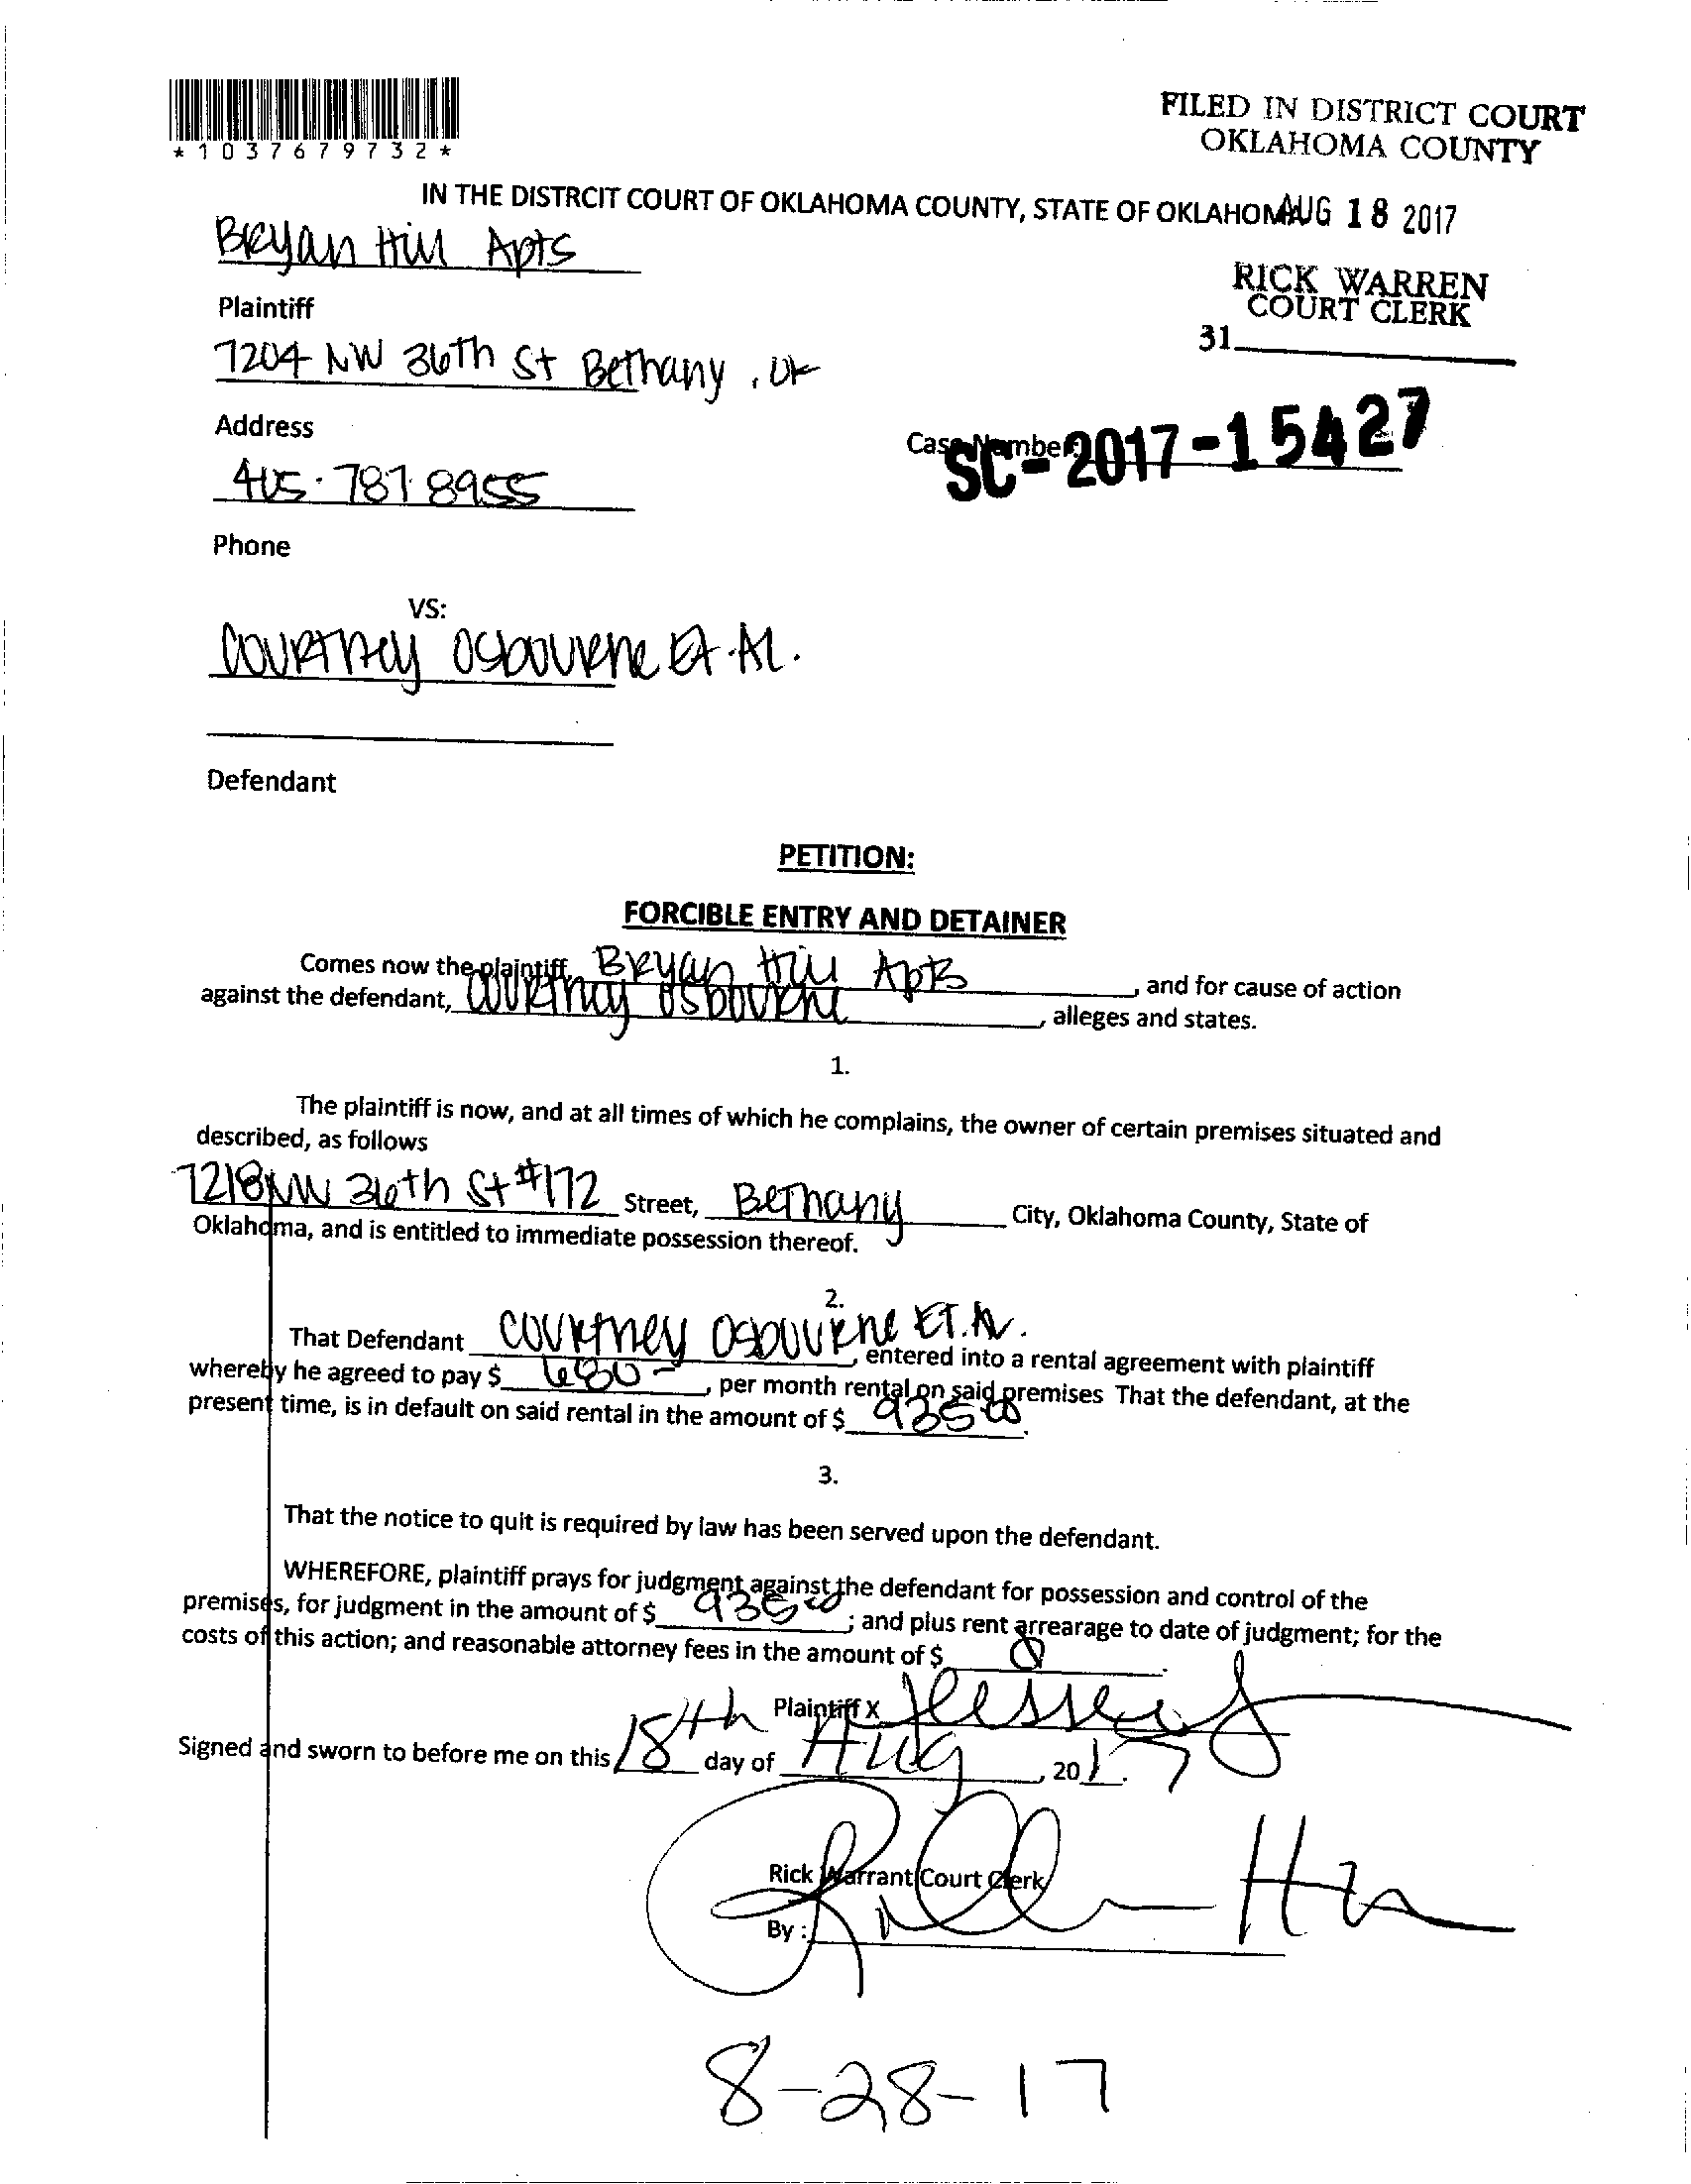 *1037679732*
FILED IN DISTRICT COURT
OKLAHOMA COUNTY
IN THE DISTRCIT COURT OF OKLAHOMA COUNTY, STATE OF OKLAHOMA
AUG 18 2017
Bryan Hill Apts
RICK WARREN
COURT CLERK
Plaintiff
31
7204 NW 36th St Bethany, OK
Address
Case Number
SC-2017-15427
405.787.8955
Phone
VS:
Courtney Osbourne Et. Al.
Defendant
PETITION:
FORCIBLE ENTRY AND DETAINER
Comes now the plaintiff, Bryan Hill Apts, and for cause of action
against the defendant, Courtney Osbourne, alleges and states.
1.
The plaintiff is now, and at all times of which he complains, the owner of certain premises situated and
described, as follows
7218 NW 36th St #172 Street, Bethany City, Oklahoma County, State of
Oklahoma, and is entitled to immediate possession thereof.
2.
That Defendant Courtney Osbourne ET. Al., entered into a rental agreement with plaintiff
whereby he agreed to pay $ 680-, per month rental on said premises That the defendant, at the
present time, is in default on said rental in the amount of $ 935.00.
3.
That the notice to quit is required by law has been served upon the defendant.
WHEREFORE, plaintiff prays for judgment against the defendant for possession and control of the
premises, for judgment in the amount of $ 935.00; and plus rent arrearage to date of judgment; for the
costs of this action; and reasonable attorney fees in the amount of $
Plaintiff X
Signed and sworn to before me on this 18th day of Aug, 2017
Rick Warrant Court Clerk
By:
8-28-17